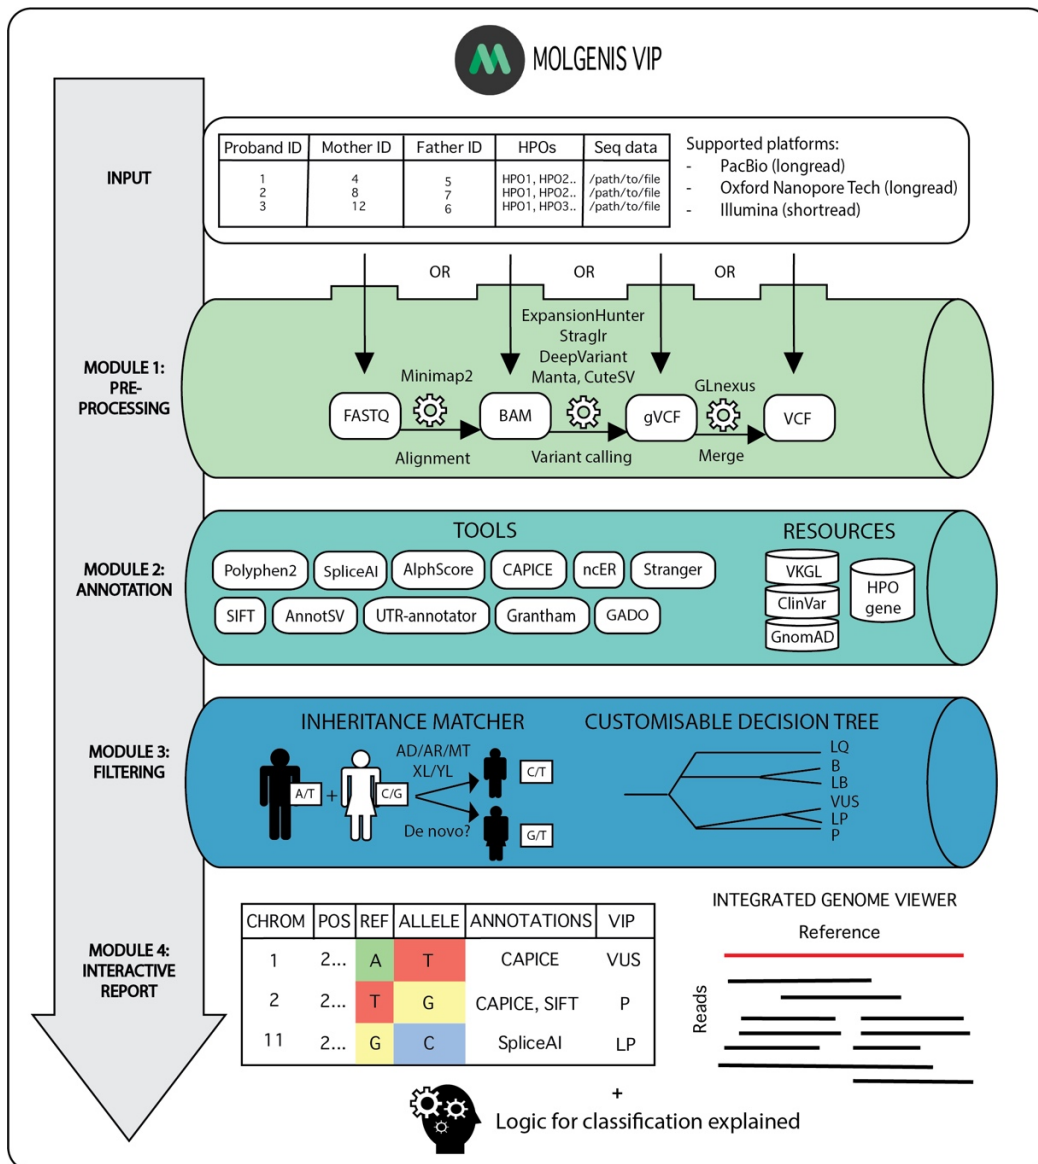 MOLGENIS VIP
INPUT
Proband ID Mother ID Father ID HPOs Seq data
1 4 5 HPO1, HPO2.. /path/to/file
2 8 7 HPO1, HPO2.. /path/to/file
3 12 6 HPO1, HPO3.. /path/to/file
Supported platforms:
- PacBio (longread)
- Oxford Nanopore Tech (longread)
- Illumina (shortread)
OR OR OR
MODULE 1:
PRE-
PROCESSING
ExpansionHunter
Straglr
DeepVariant
Manta, CuteSV
Minimap2
GLnexus
FASTQ BAM gVCF VCF
Alignment Variant calling Merge
MODULE 2:
ANNOTATION
TOOLS
Polyphen2 SpliceAI AlphScore CAPICE ncER Stranger
SIFT AnnotSV UTR-annotator Grantham GADO
RESOURCES
VKGL
ClinVar
GnomAD
HPO
gene
MODULE 3:
FILTERING
INHERITANCE MATCHER
AD/AR/MT
XL/YL
A/T + C/G
C/T
De novo?
G/T
CUSTOMISABLE DECISION TREE
LQ
B
LB
VUS
LP
P
MODULE 4:
INTERACTIVE
REPORT
CHROM POS REF ALLELE ANNOTATIONS VIP
1 2... A T CAPICE VUS
2 2... T G CAPICE, SIFT P
11 2... G C SpliceAI LP
INTEGRATED GENOME VIEWER
Reference
Reads
+
Logic for classification explained